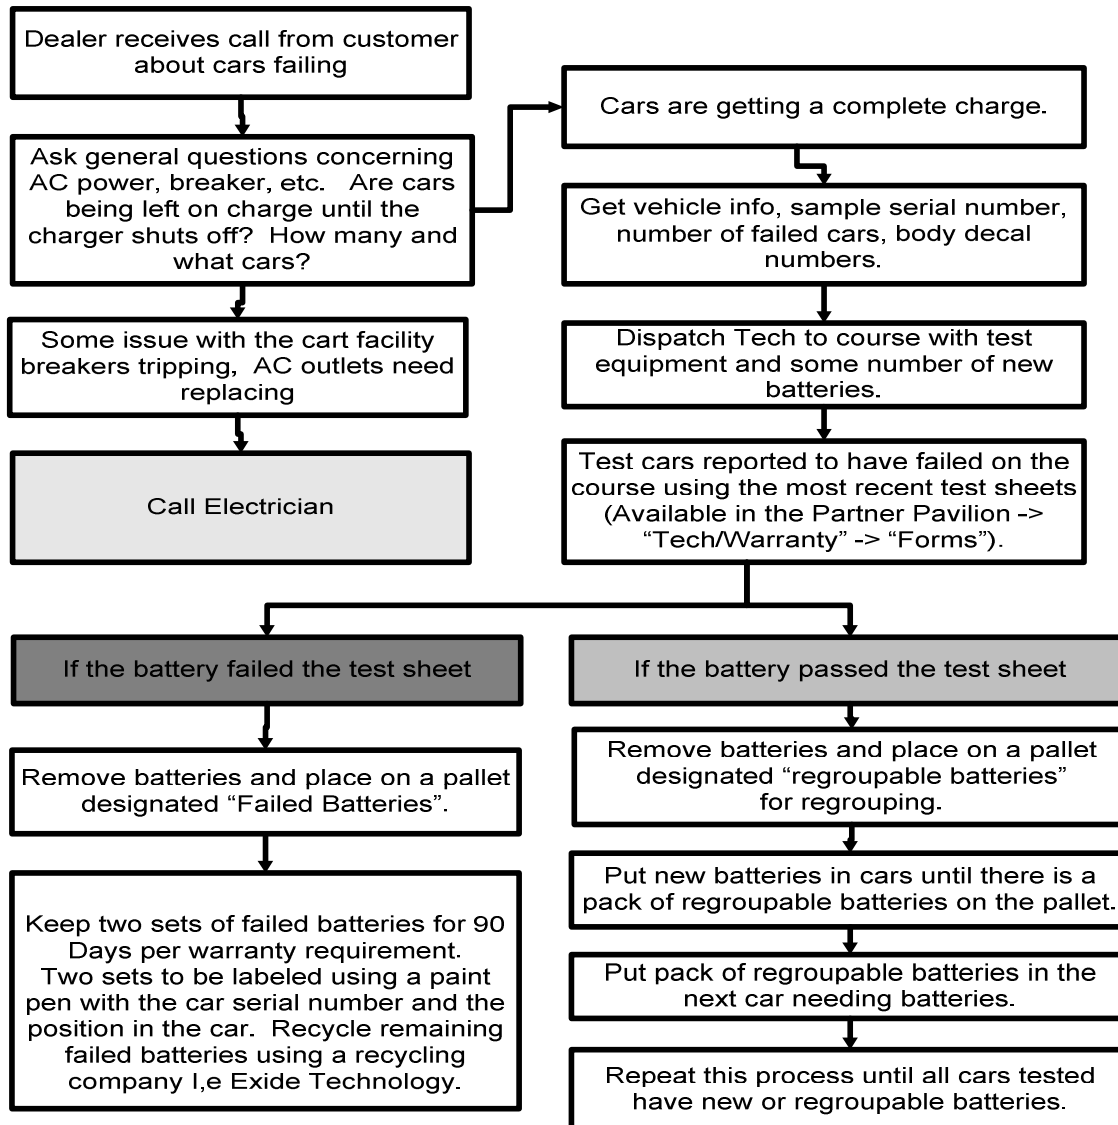 Dealer receives call from customer
about cars failing
Ask general questions concerning
AC power, breaker, etc.   Are cars
being left on charge until the
charger shuts off?  How many and
what cars?
Some issue with the cart facility
breakers tripping,  AC outlets need
replacing
Call Electrician
Cars are getting a complete charge.
Get vehicle info, sample serial number,
number of failed cars, body decal
numbers.
Dispatch Tech to course with test
equipment and some number of new
batteries.
Test cars reported to have failed on the
course using the most recent test sheets
(Available in the Partner Pavilion ->
“Tech/Warranty” -> “Forms”).
If the battery failed the test sheet
Remove batteries and place on a pallet
designated “Failed Batteries”.
Keep two sets of failed batteries for 90
Days per warranty requirement.
Two sets to be labeled using a paint
pen with the car serial number and the
position in the car.  Recycle remaining
failed batteries using a recycling
company I,e Exide Technology.
If the battery passed the test sheet
Remove batteries and place on a pallet
designated “regroupable batteries”
for regrouping.
Put new batteries in cars until there is a
pack of regroupable batteries on the pallet.
Put pack of regroupable batteries in the
next car needing batteries.
Repeat this process until all cars tested
have new or regroupable batteries.